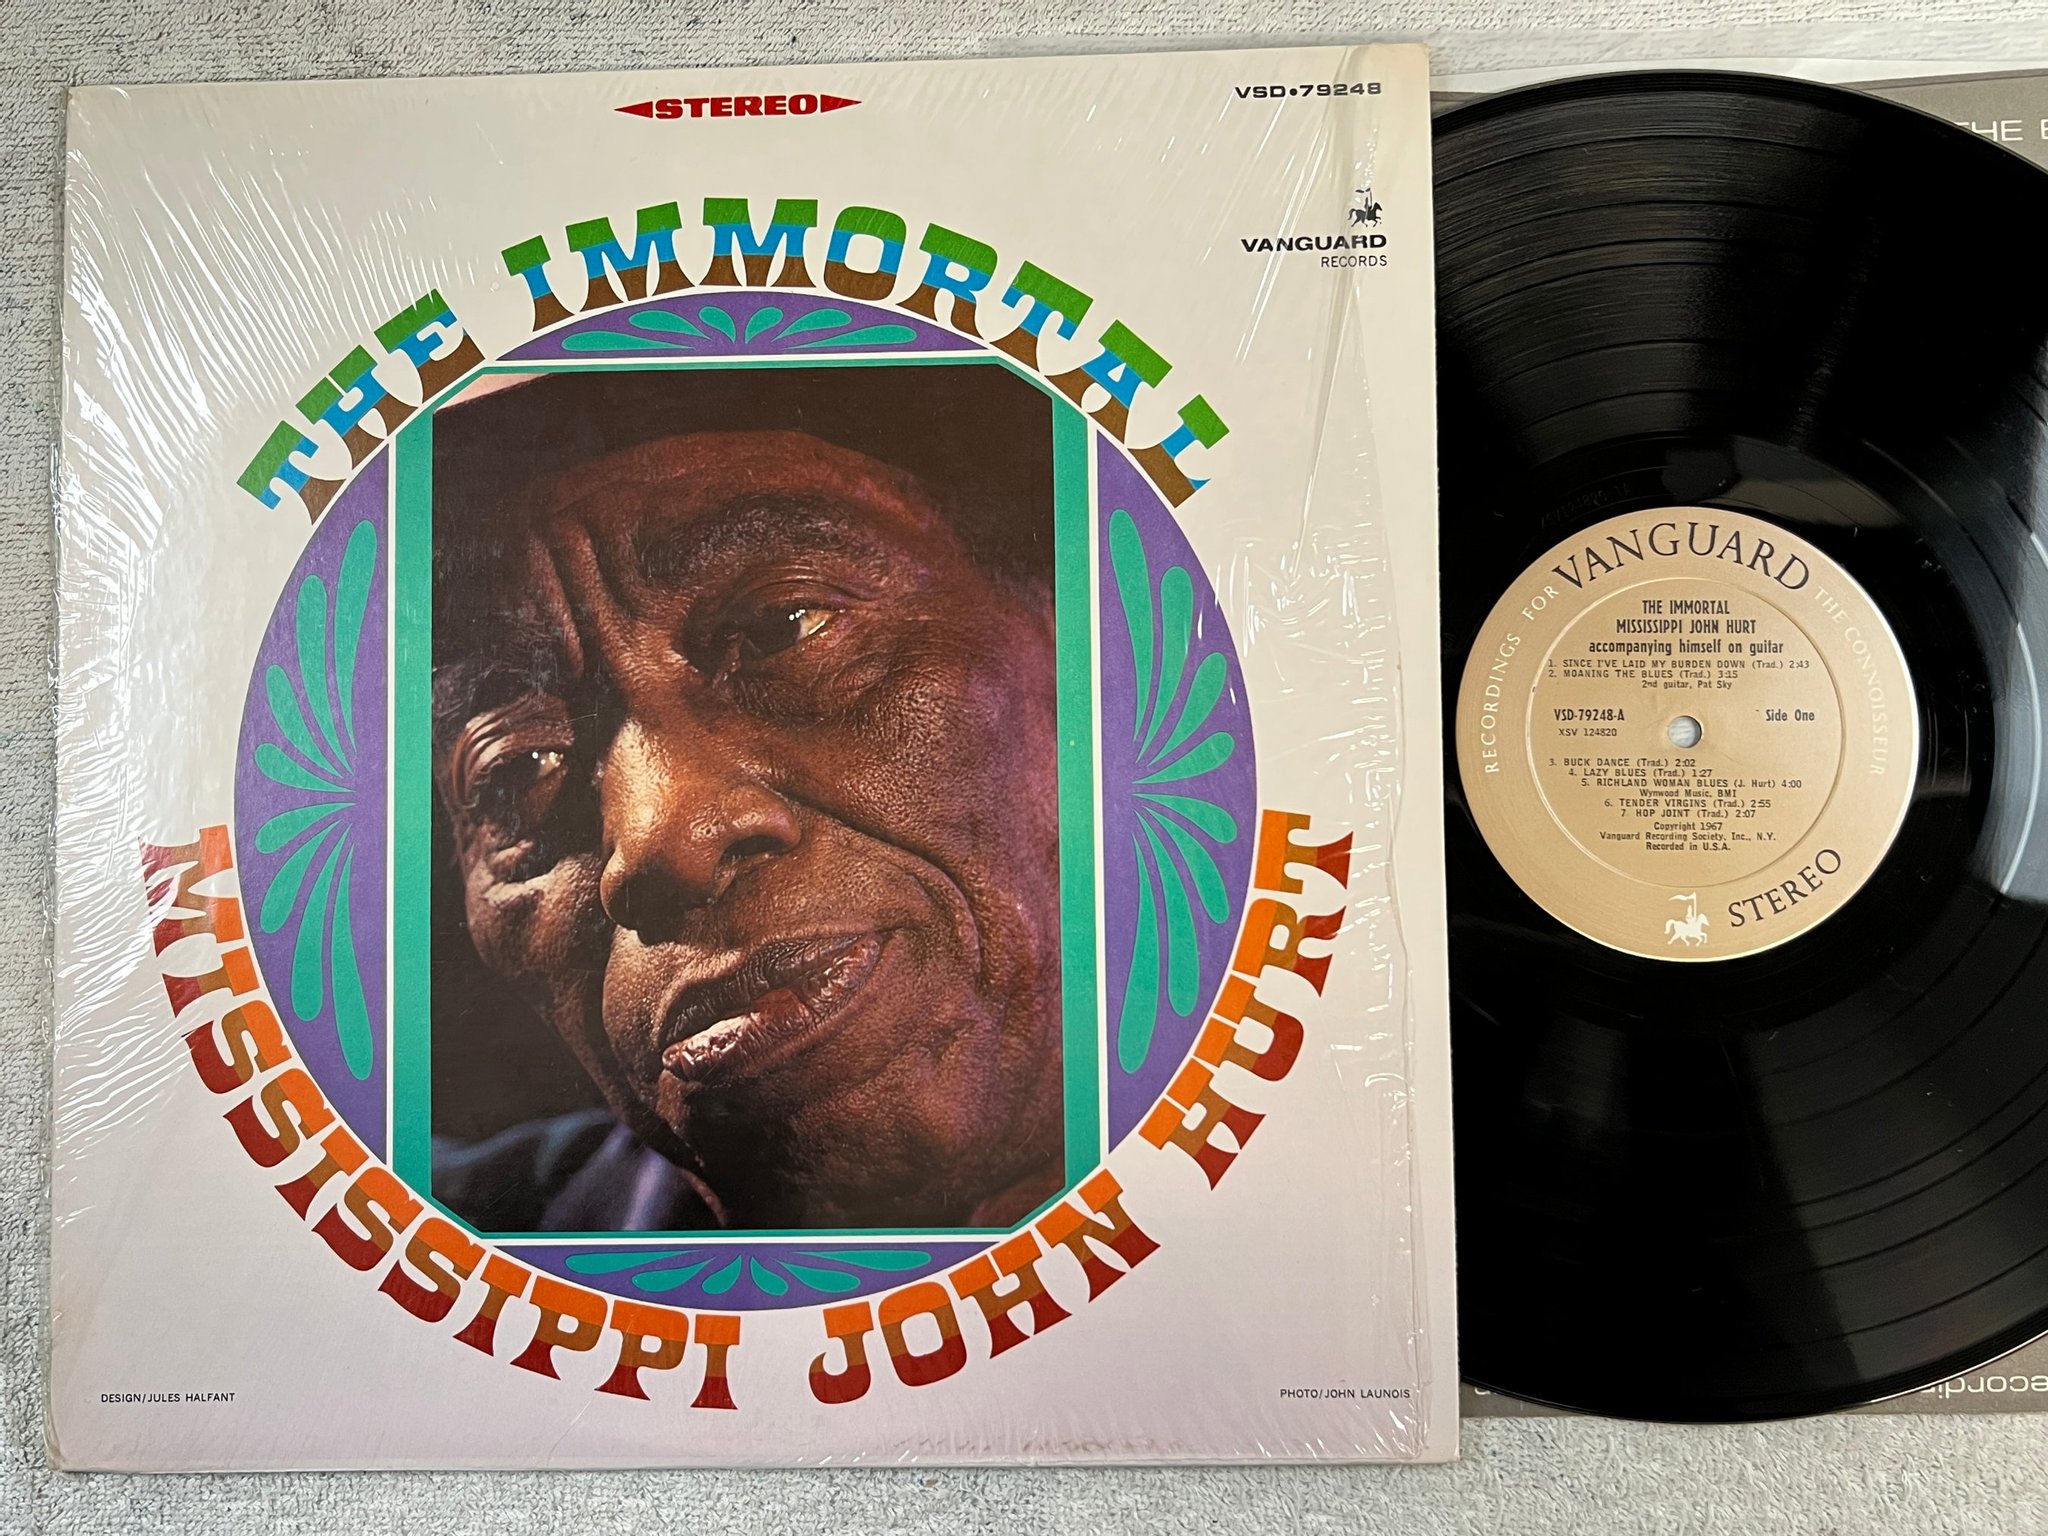 STEREO
VSD•79248
VANGUARD
RECORDS
THE IMMORTAL
MISSISSIPPI JOHN HURT
DESIGN/JULES HALFANT
PHOTO/JOHN LAUNOIS
RECORDINGS FOR VANGUARD THE CONNOISSEUR
THE IMMORTAL
MISSISSIPPI JOHN HURT
accompanying himself on guitar
1. SINCE I'VE LAID MY BURDEN DOWN (Trad.) 2:43
2. MOANING THE BLUES (Trad.) 3:15
2nd guitar, Pat Sky
VSD-79248-A
Side One
XSV 124820
3. BUCK DANCE (Trad.) 2:02
4. LAZY BLUES (Trad.) 1:27
5. RICHLAND WOMAN BLUES (J. Hurt) 4:00
Wynwood Music, BMI
6. TENDER VIRGINS (Trad.) 2:55
7. HOP JOINT (Trad.) 2:07
Copyright 1967
Vanguard Recording Society, Inc., N.Y.
Recorded in U.S.A.
STEREO
THE